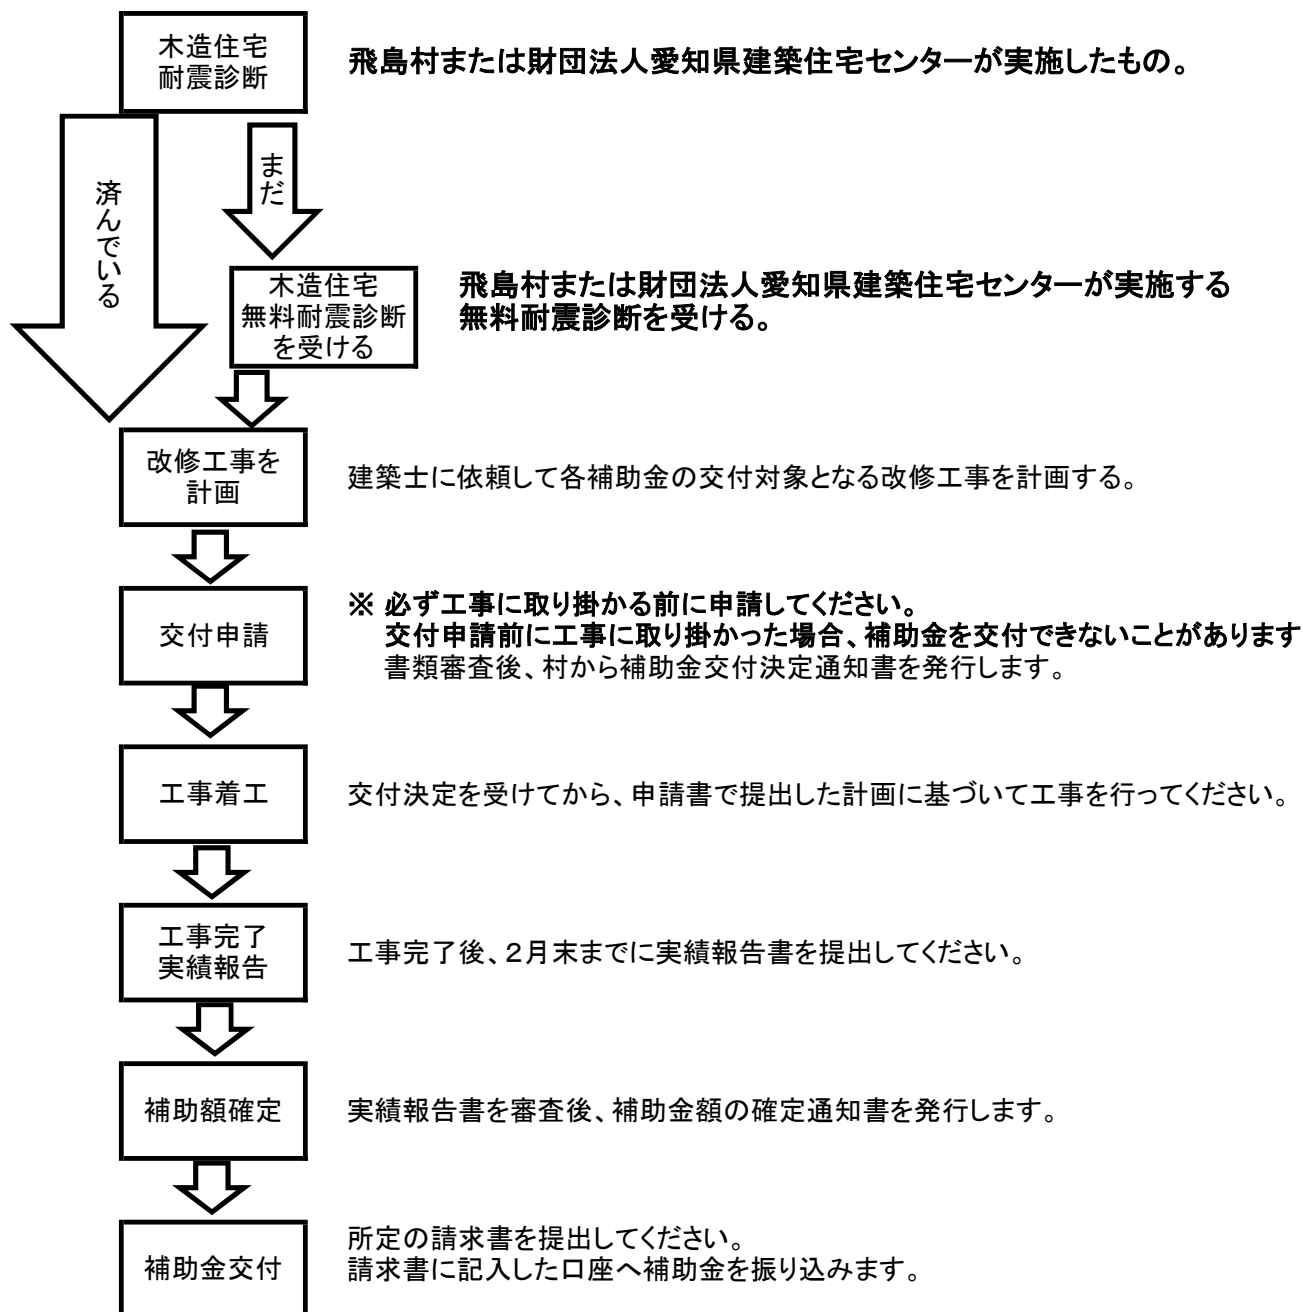 木造住宅
耐震診断
飛島村または財団法人愛知県建築住宅センターが実施したもの。
済んでいる
まだ
木造住宅
無料耐震診断
を受ける
飛島村または財団法人愛知県建築住宅センターが実施する
無料耐震診断を受ける。
改修工事を
計画
建築士に依頼して各補助金の交付対象となる改修工事を計画する。
交付申請
※ 必ず工事に取り掛かる前に申請してください。
交付申請前に工事に取り掛かった場合、補助金を交付できないことがあります
書類審査後、村から補助金交付決定通知書を発行します。
工事着工
交付決定を受けてから、申請書で提出した計画に基づいて工事を行ってください。
工事完了
実績報告
工事完了後、2月末までに実績報告書を提出してください。
補助額確定
実績報告書を審査後、補助金額の確定通知書を発行します。
補助金交付
所定の請求書を提出してください。
請求書に記入した口座へ補助金を振り込みます。